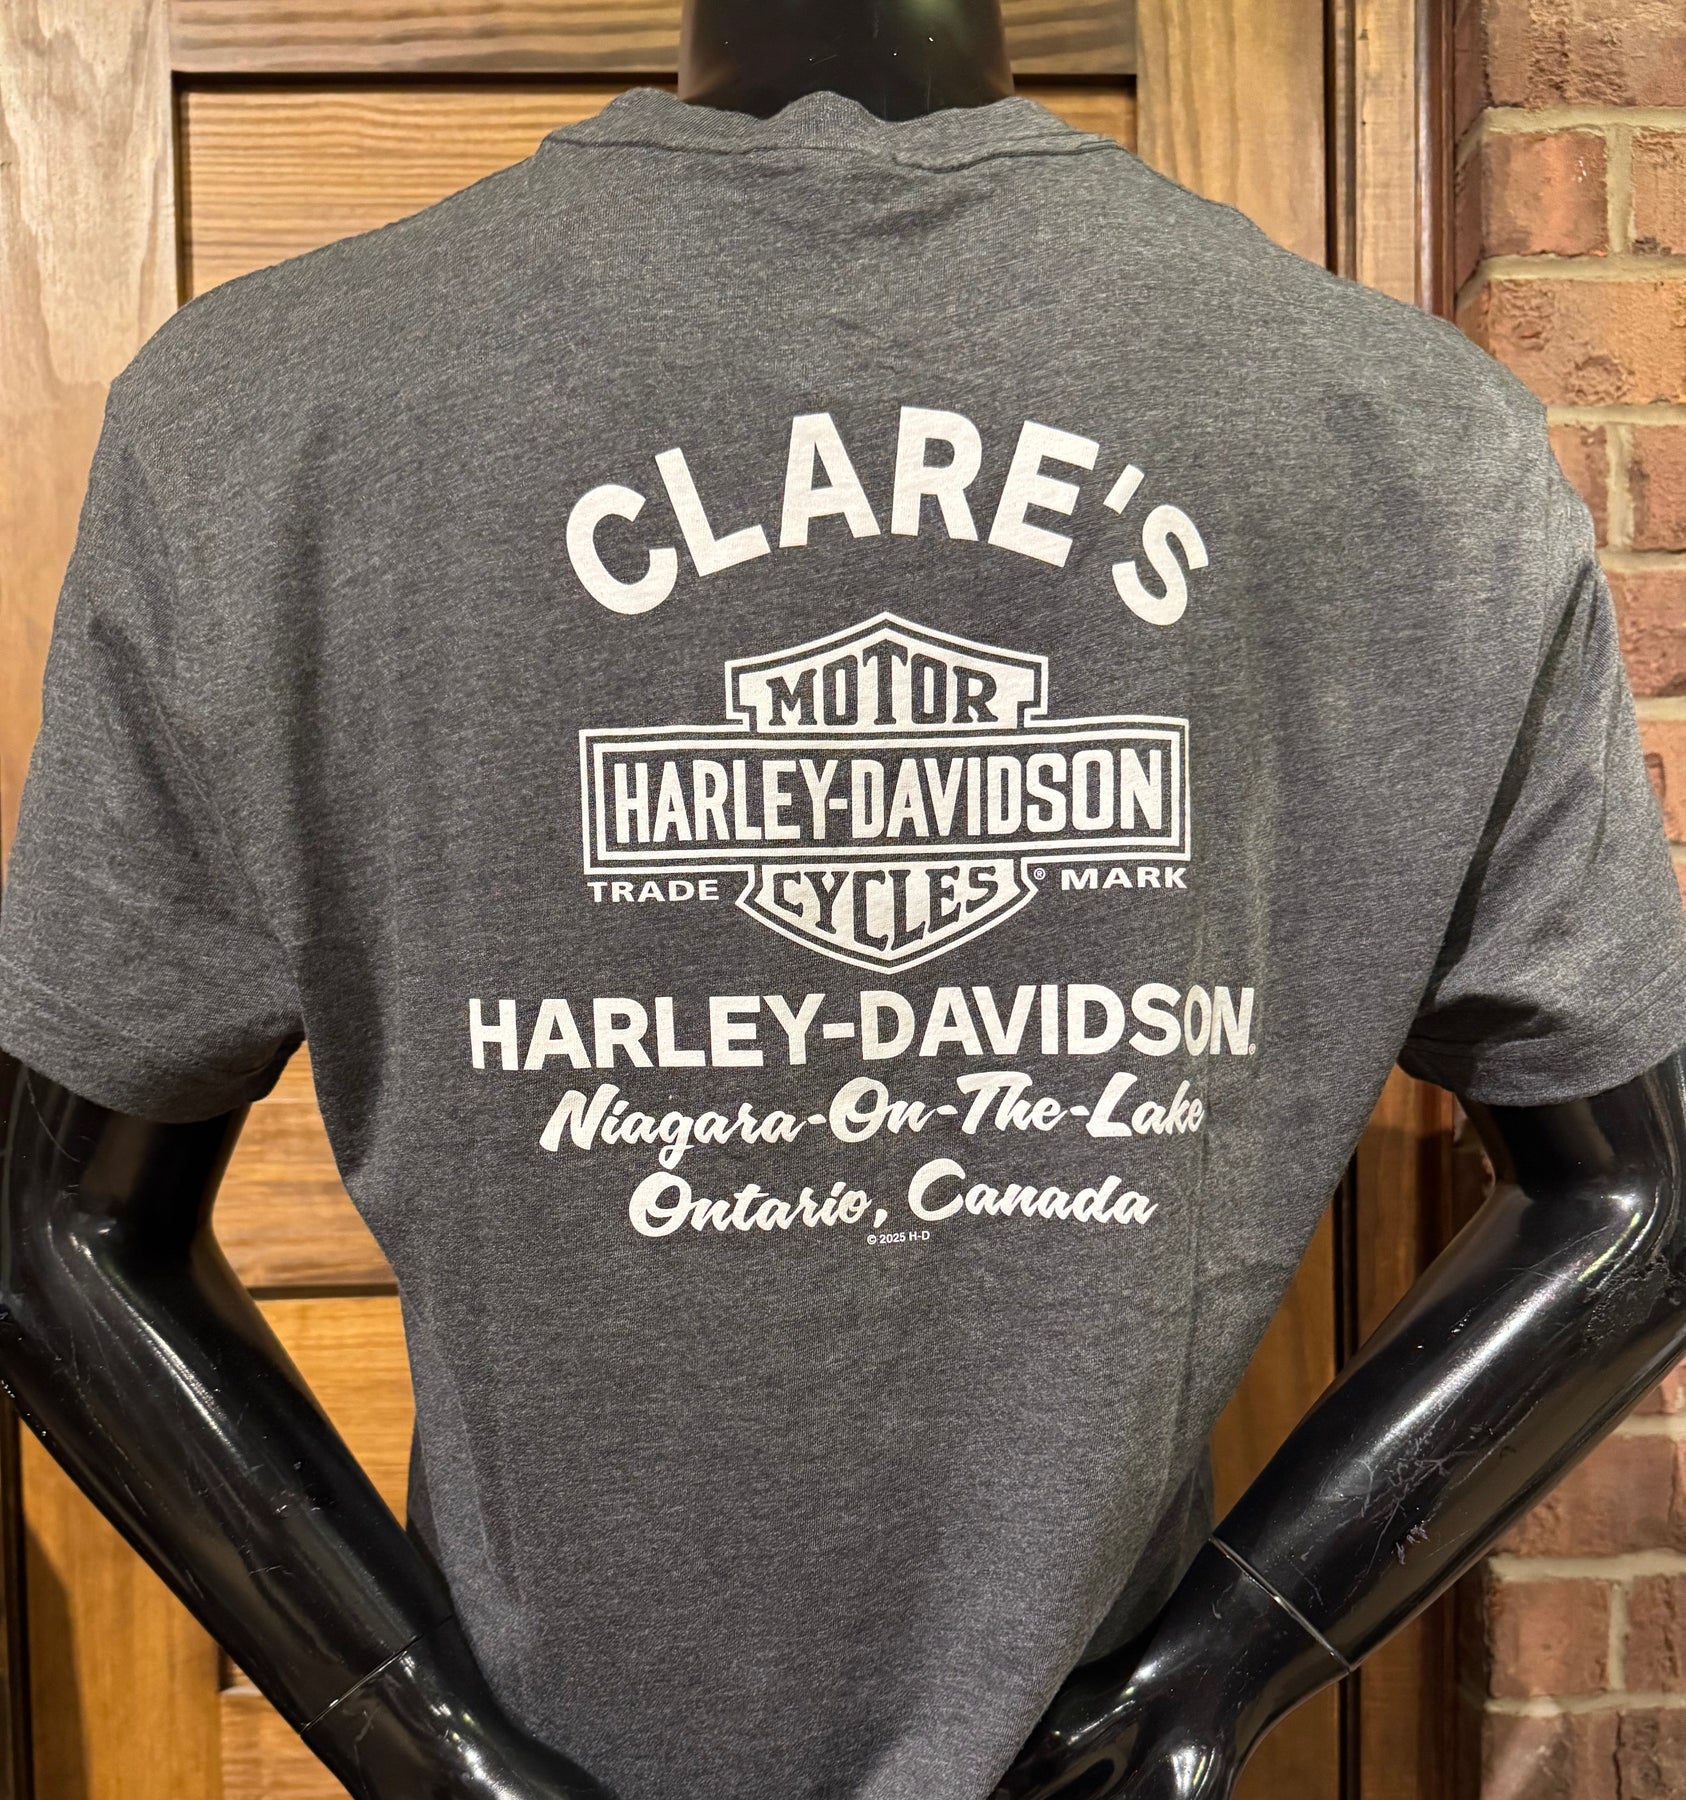 CLARE'S
MOTOR
HARLEY-DAVIDSON
TRADE CYCLES® MARK
HARLEY-DAVIDSON®
Niagara-On-The-Lake
Ontario, Canada
© 2025 H-D